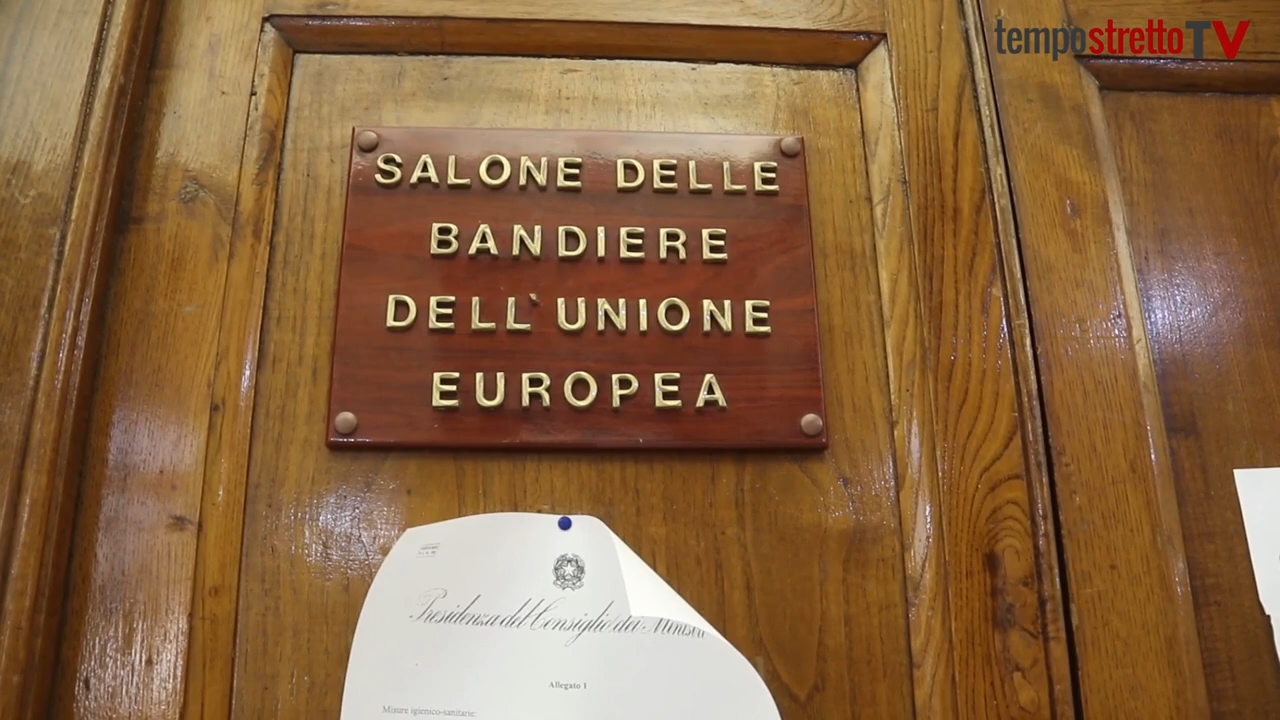 tempostrettoTV
SALONE DELLE
BANDIERE
DELL'UNIONE
EUROPEA
Presidenza del Consiglio dei Ministri
Allegato 1
Misure igienico-sanitarie: